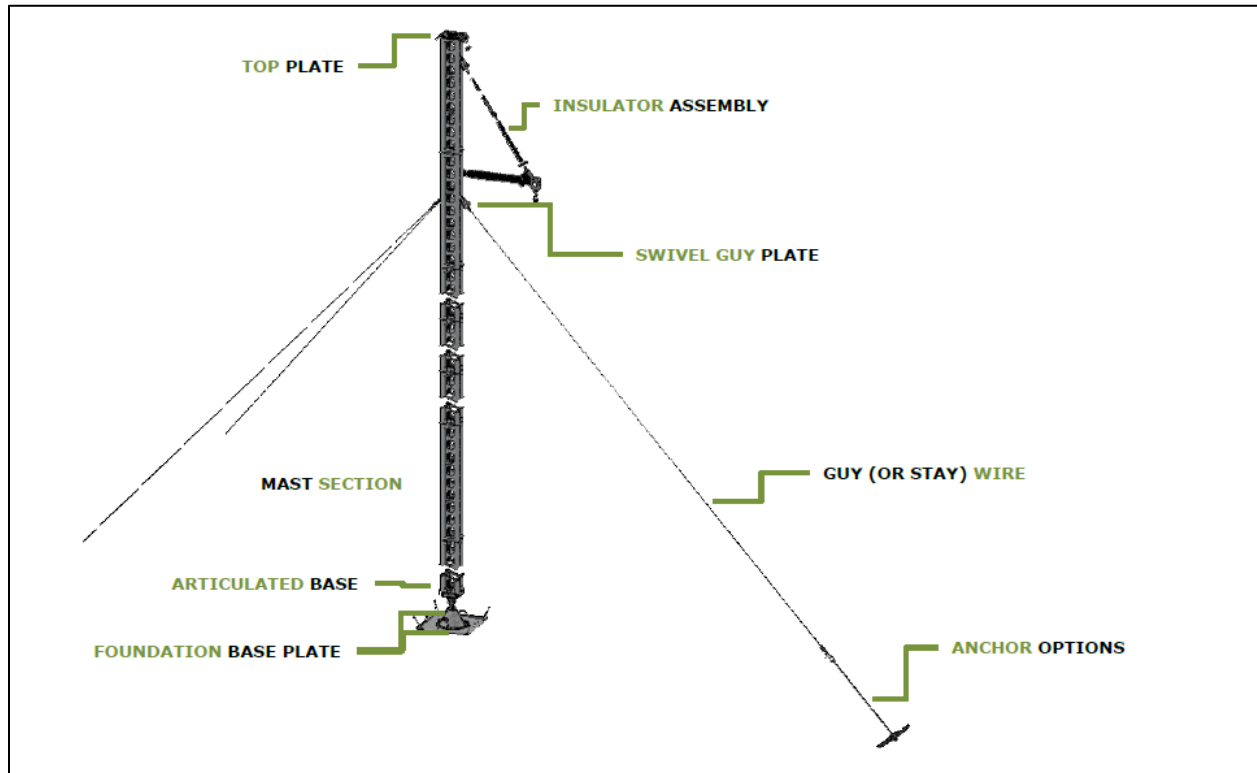 TOP PLATE
INSULATOR ASSEMBLY
SWIVEL GUY PLATE
GUY (OR STAY) WIRE
MAST SECTION
ARTICULATED BASE
FOUNDATION BASE PLATE
ANCHOR OPTIONS